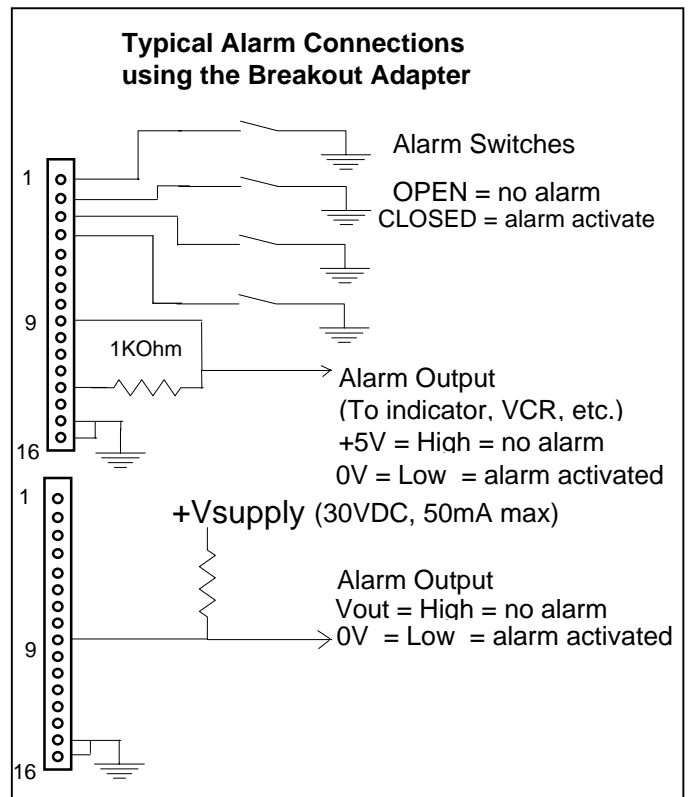 Typical Alarm Connections
using the Breakout Adapter
Alarm Switches
1
OPEN = no alarm
CLOSED = alarm activate
9
1KOhm
Alarm Output
(To indicator, VCR, etc.)
+5V = High = no alarm
0V = Low = alarm activated
16
1
+Vsupply (30VDC, 50mA max)
Alarm Output
Vout = High = no alarm
0V = Low = alarm activated
9
16